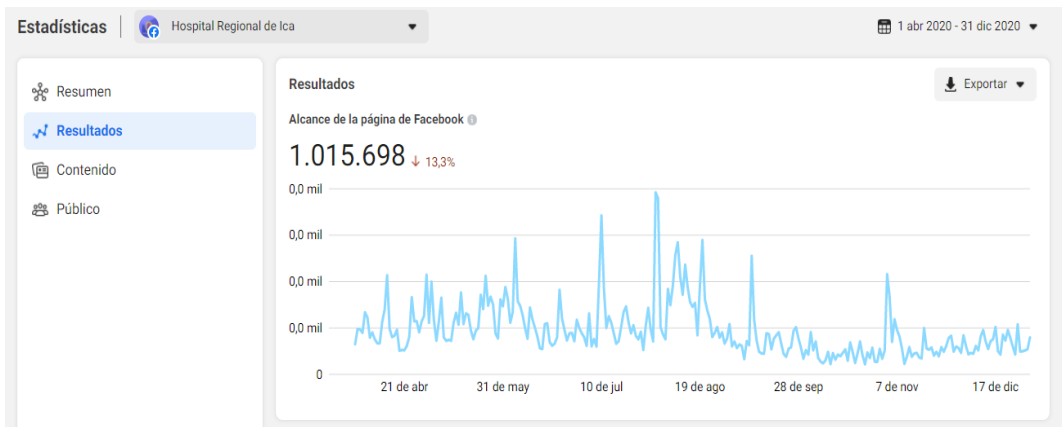 Estadísticas
Hospital Regional de Ica
1 abr 2020 - 31 dic 2020
Resumen
Resultados
Contenido
Público
Resultados
Exportar
Alcance de la página de Facebook
1.015.698 ↓ 13,3%
0,0 mil
0,0 mil
0,0 mil
0,0 mil
0
21 de abr 31 de may 10 de jul 19 de ago 28 de sep 7 de nov 17 de dic